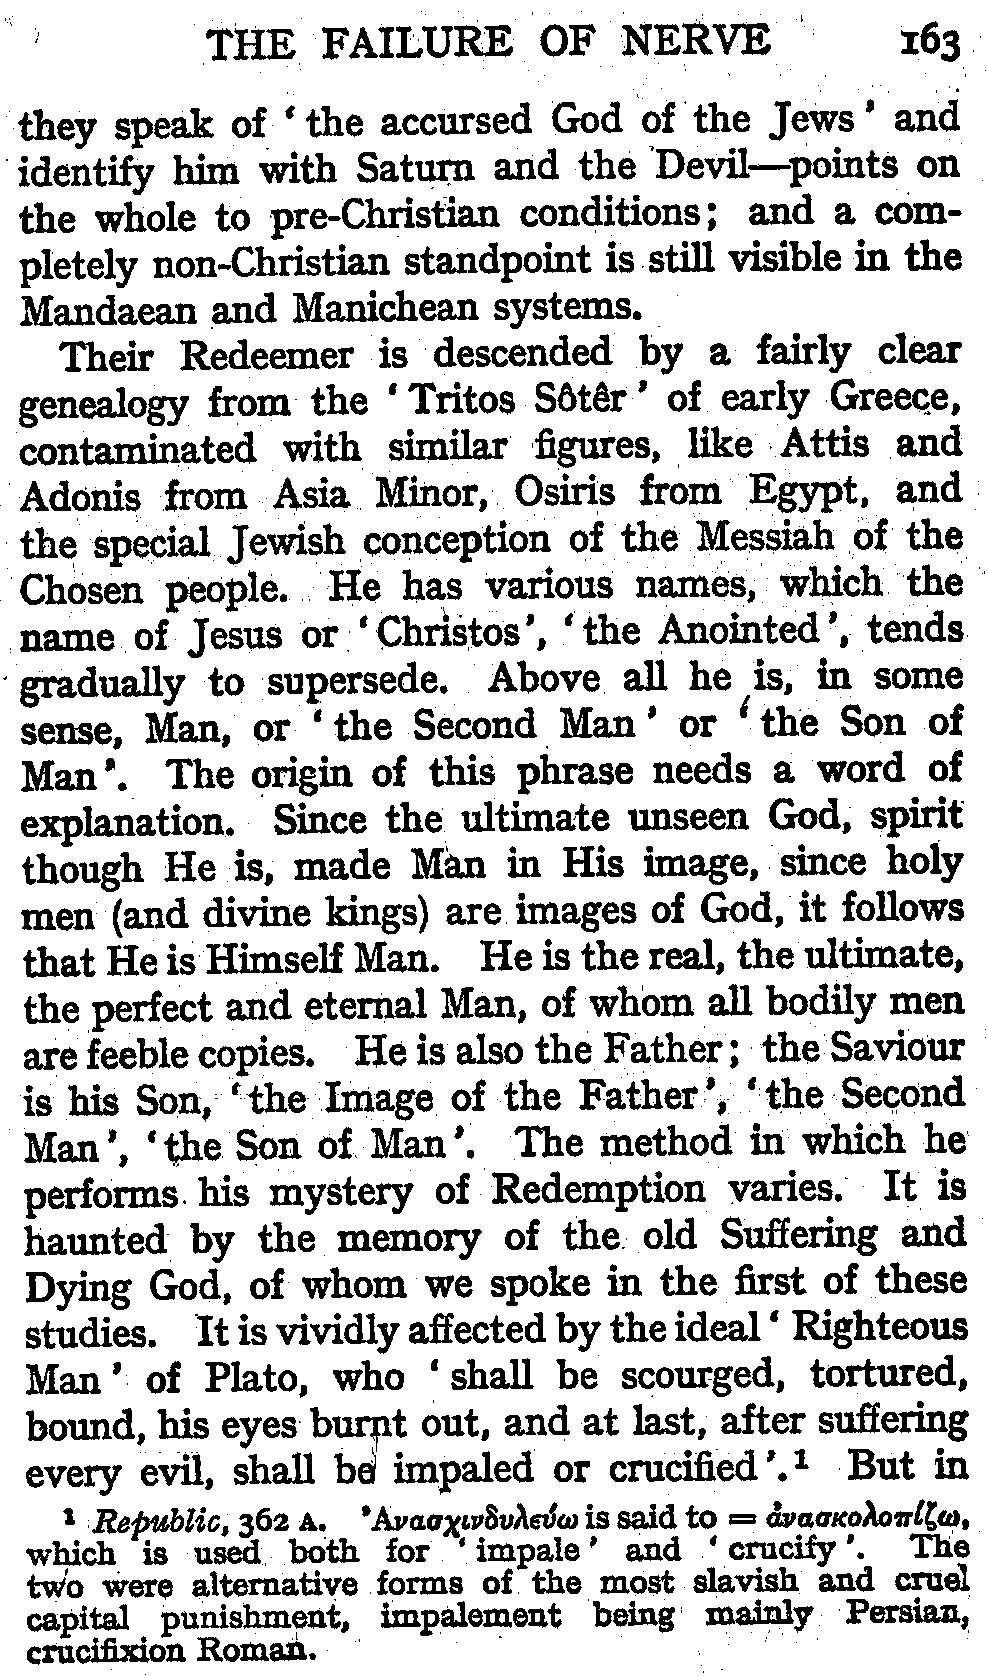 THE FAILURE OF NERVE 163
they speak of ‘ the accursed God of the Jews ’ and
identify him with Saturn and the Devil—points on
the whole to pre-Christian conditions; and a com-
pletely non-Christian standpoint is still visible in the
Mandaean and Manichean systems.
Their Redeemer is descended by a fairly clear
genealogy from the ‘ Tritos Sôtêr ’ of early Greece,
contaminated with similar figures, like Attis and
Adonis from Asia Minor, Osiris from Egypt, and
the special Jewish conception of the Messiah of the
Chosen people. He has various names, which the
name of Jesus or ‘ Christos ’, ‘ the Anointed ’, tends
gradually to supersede. Above all he is, in some
sense, Man, or ‘ the Second Man ’ or ‘ the Son of
Man ’. The origin of this phrase needs a word of
explanation. Since the ultimate unseen God, spirit
though He is, made Man in His image, since holy
men (and divine kings) are images of God, it follows
that He is Himself Man. He is the real, the ultimate,
the perfect and eternal Man, of whom all bodily men
are feeble copies. He is also the Father; the Saviour
is his Son, ‘ the Image of the Father ’, ‘ the Second
Man ’, ‘ the Son of Man ’. The method in which he
performs his mystery of Redemption varies. It is
haunted by the memory of the old Suffering and
Dying God, of whom we spoke in the first of these
studies. It is vividly affected by the ideal ‘ Righteous
Man ’ of Plato, who ‘ shall be scourged, tortured,
bound, his eyes burnt out, and at last, after suffering
every evil, shall be impaled or crucified ’.¹ But in
¹ Republic, 362 A. Ἀνασχινδυλεύω is said to = ἀνασκολοπίζω,
which is used both for ‘ impale ’ and ‘ crucify ’. The
two were alternative forms of the most slavish and cruel
capital punishment, impalement being mainly Persian,
crucifixion Roman.